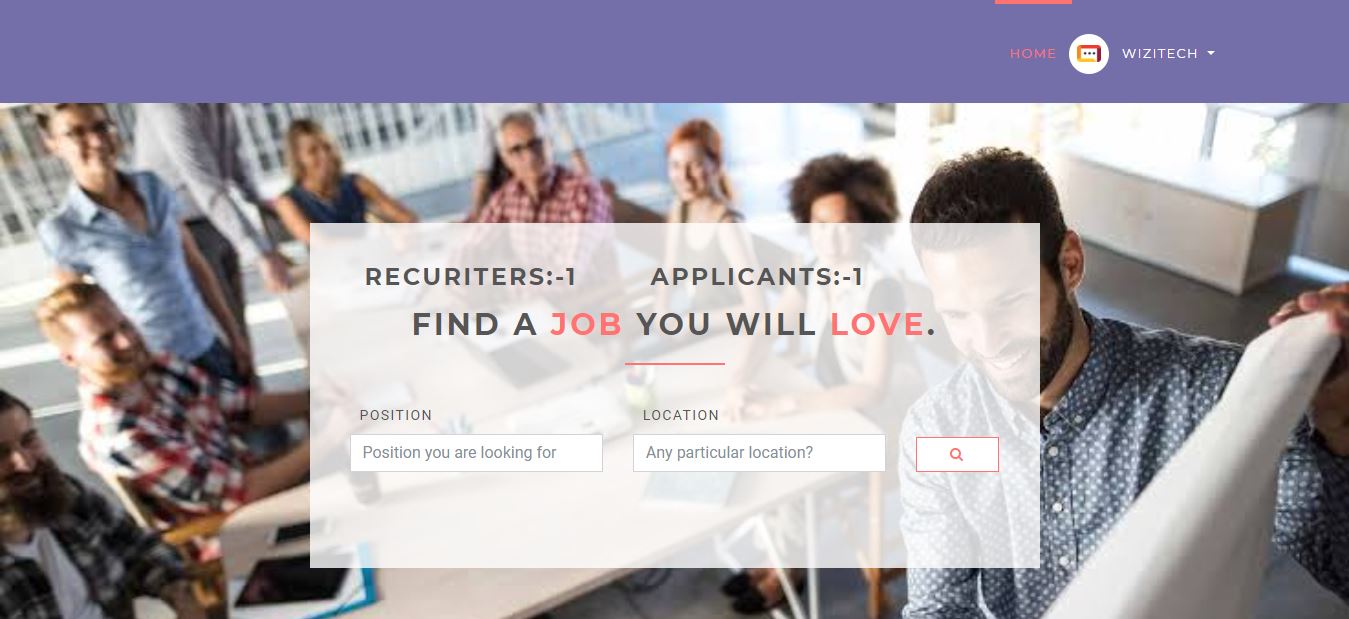 HOME WIZITECH
RECURITERS:-1 APPLICANTS:-1
FIND A JOB YOU WILL LOVE.
POSITION LOCATION
Position you are looking for Any particular location?